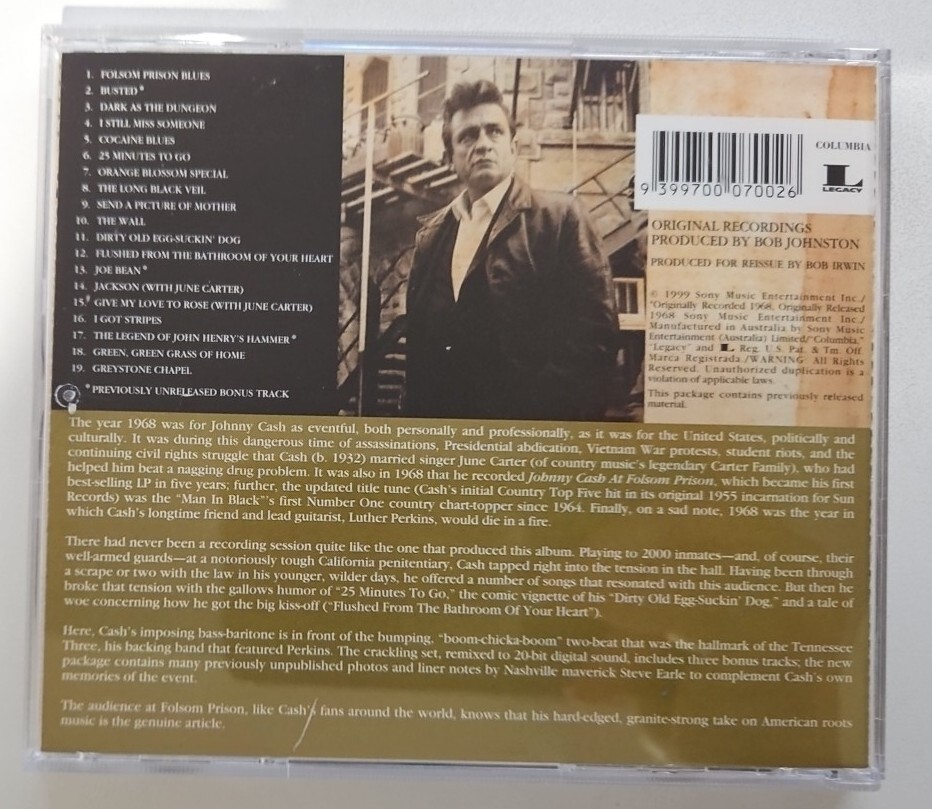 1. FOLSOM PRISON BLUES
2. BUSTED*
3. DARK AS THE DUNGEON
4. I STILL MISS SOMEONE
5. COCAINE BLUES
6. 25 MINUTES TO GO
7. ORANGE BLOSSOM SPECIAL
8. THE LONG BLACK VEIL
9. SEND A PICTURE OF MOTHER
10. THE WALL
11. DIRTY OLD EGG-SUCKIN' DOG
12. FLUSHED FROM THE BATHROOM OF YOUR HEART
13. JOE BEAN*
14. JACKSON (WITH JUNE CARTER)
15. GIVE MY LOVE TO ROSE (WITH JUNE CARTER)
16. I GOT STRIPES
17. THE LEGEND OF JOHN HENRY'S HAMMER*
18. GREEN, GREEN GRASS OF HOME
19. GREYSTONE CHAPEL
*PREVIOUSLY UNRELEASED BONUS TRACK
9 399700 070026
COLUMBIA
L
LEGACY
ORIGINAL RECORDINGS
PRODUCED BY BOB JOHNSTON
PRODUCED FOR REISSUE BY BOB IRWIN
© 1999 Sony Music Entertainment Inc./
"Originally Recorded 1968, Originally Released
1968 Sony Music Entertainment Inc./
Manufactured in Australia by Sony Music
Entertainment (Australia) Limited/"Columbia,"
"Legacy" and L Reg. U.S. Pat. & Tm. Off.
Marca Registrada./WARNING: All Rights
Reserved. Unauthorized duplication is a
violation of applicable laws.
This package contains previously released
material.
The year 1968 was for Johnny Cash as eventful, both personally and professionally, as it was for the United States, politically and
culturally. It was during this dangerous time of assassinations, Presidential abdication, Vietnam War protests, student riots, and the
continuing civil rights struggle that Cash (b. 1932) married singer June Carter (of country music's legendary Carter Family), who had
helped him beat a nagging drug problem. It was also in 1968 that he recorded Johnny Cash At Folsom Prison, which became his first
best-selling LP in five years; further, the updated title tune (Cash's initial Country Top Five hit in its original 1955 incarnation for Sun
Records) was the "Man In Black"'s first Number One country chart-topper since 1964. Finally, on a sad note, 1968 was the year in
which Cash's longtime friend and lead guitarist, Luther Perkins, would die in a fire.
There had never been a recording session quite like the one that produced this album. Playing to 2000 inmates—and, of course, their
well-armed guards—at a notoriously tough California penitentiary, Cash tapped right into the tension in the hall. Having been through
a scrape or two with the law in his younger, wilder days, he offered a number of songs that resonated with this audience. But then he
broke that tension with the gallows humor of "25 Minutes To Go," the comic vignette of his "Dirty Old Egg-Suckin' Dog," and a tale of
woe concerning how he got the big kiss-off ("Flushed From The Bathroom Of Your Heart").
Here, Cash's imposing bass-baritone is in front of the bumping, "boom-chicka-boom" two-beat that was the hallmark of the Tennessee
Three, his backing band that featured Perkins. The crackling set, remixed to 20-bit digital sound, includes three bonus tracks; the new
package contains many previously unpublished photos and liner notes by Nashville maverick Steve Earle to complement Cash's own
memories of the event.
The audience at Folsom Prison, like Cash's fans around the world, knows that his hard-edged, granite-strong take on American roots
music is the genuine article.